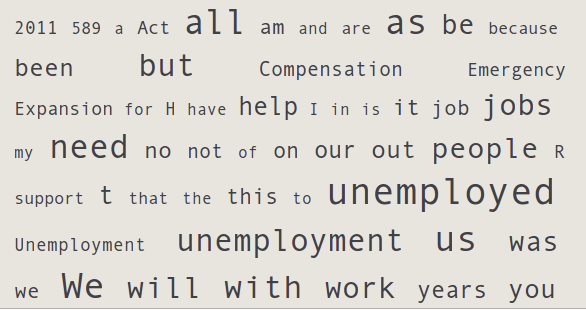 2011 589 a Act all am and are as be because
been but Compensation Emergency
Expansion for H have help I in is it job jobs
my need no not of on our out people R
support t that the this to unemployed
Unemployment unemployment us was
we We will with work years you